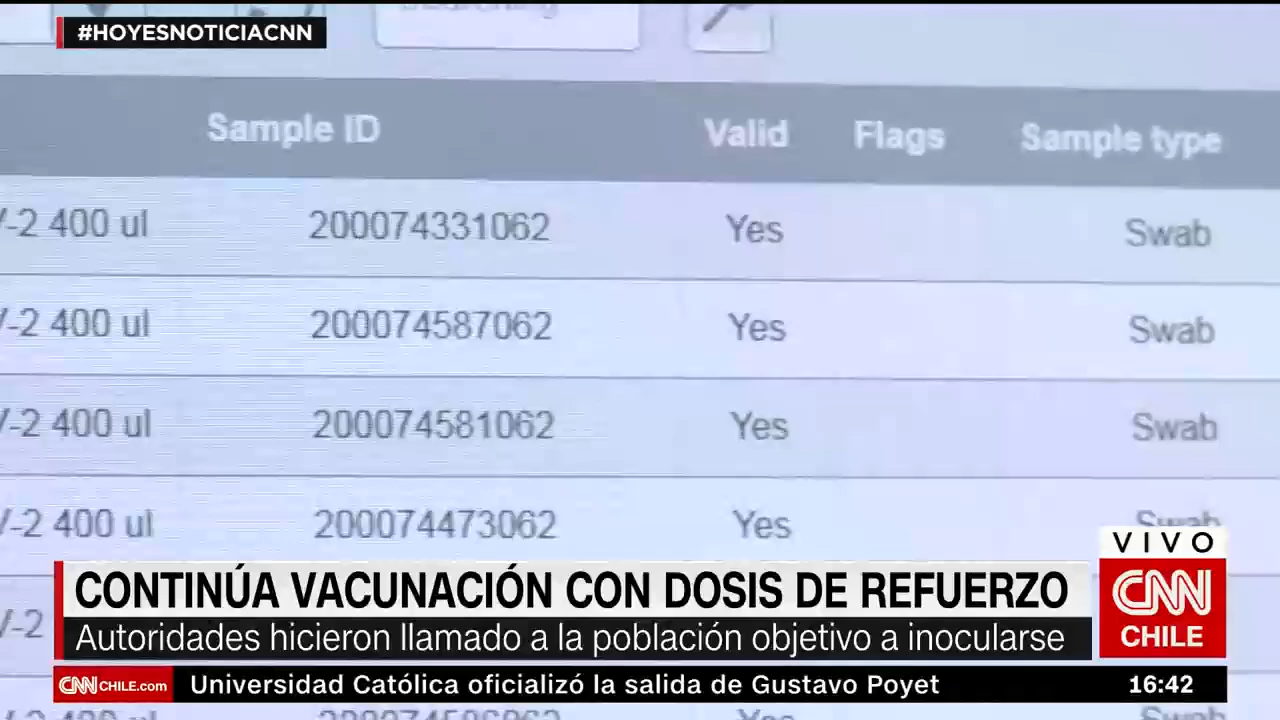 #HOYESNOTICIACNN
Sample ID Valid Flags Sample type
V-2 400 ul 200074331062 Yes Swab
V-2 400 ul 200074587062 Yes Swab
V-2 400 ul 200074581062 Yes Swab
V-2 400 ul 200074473062 Yes Swab
VIVO
CNN
CHILE
CONTINÚA VACUNACIÓN CON DOSIS DE REFUERZO
V-2
Autoridades hicieron llamado a la población objetivo a inocularse
CNNCHILE.com Universidad Católica oficializó la salida de Gustavo Poyet 16:42